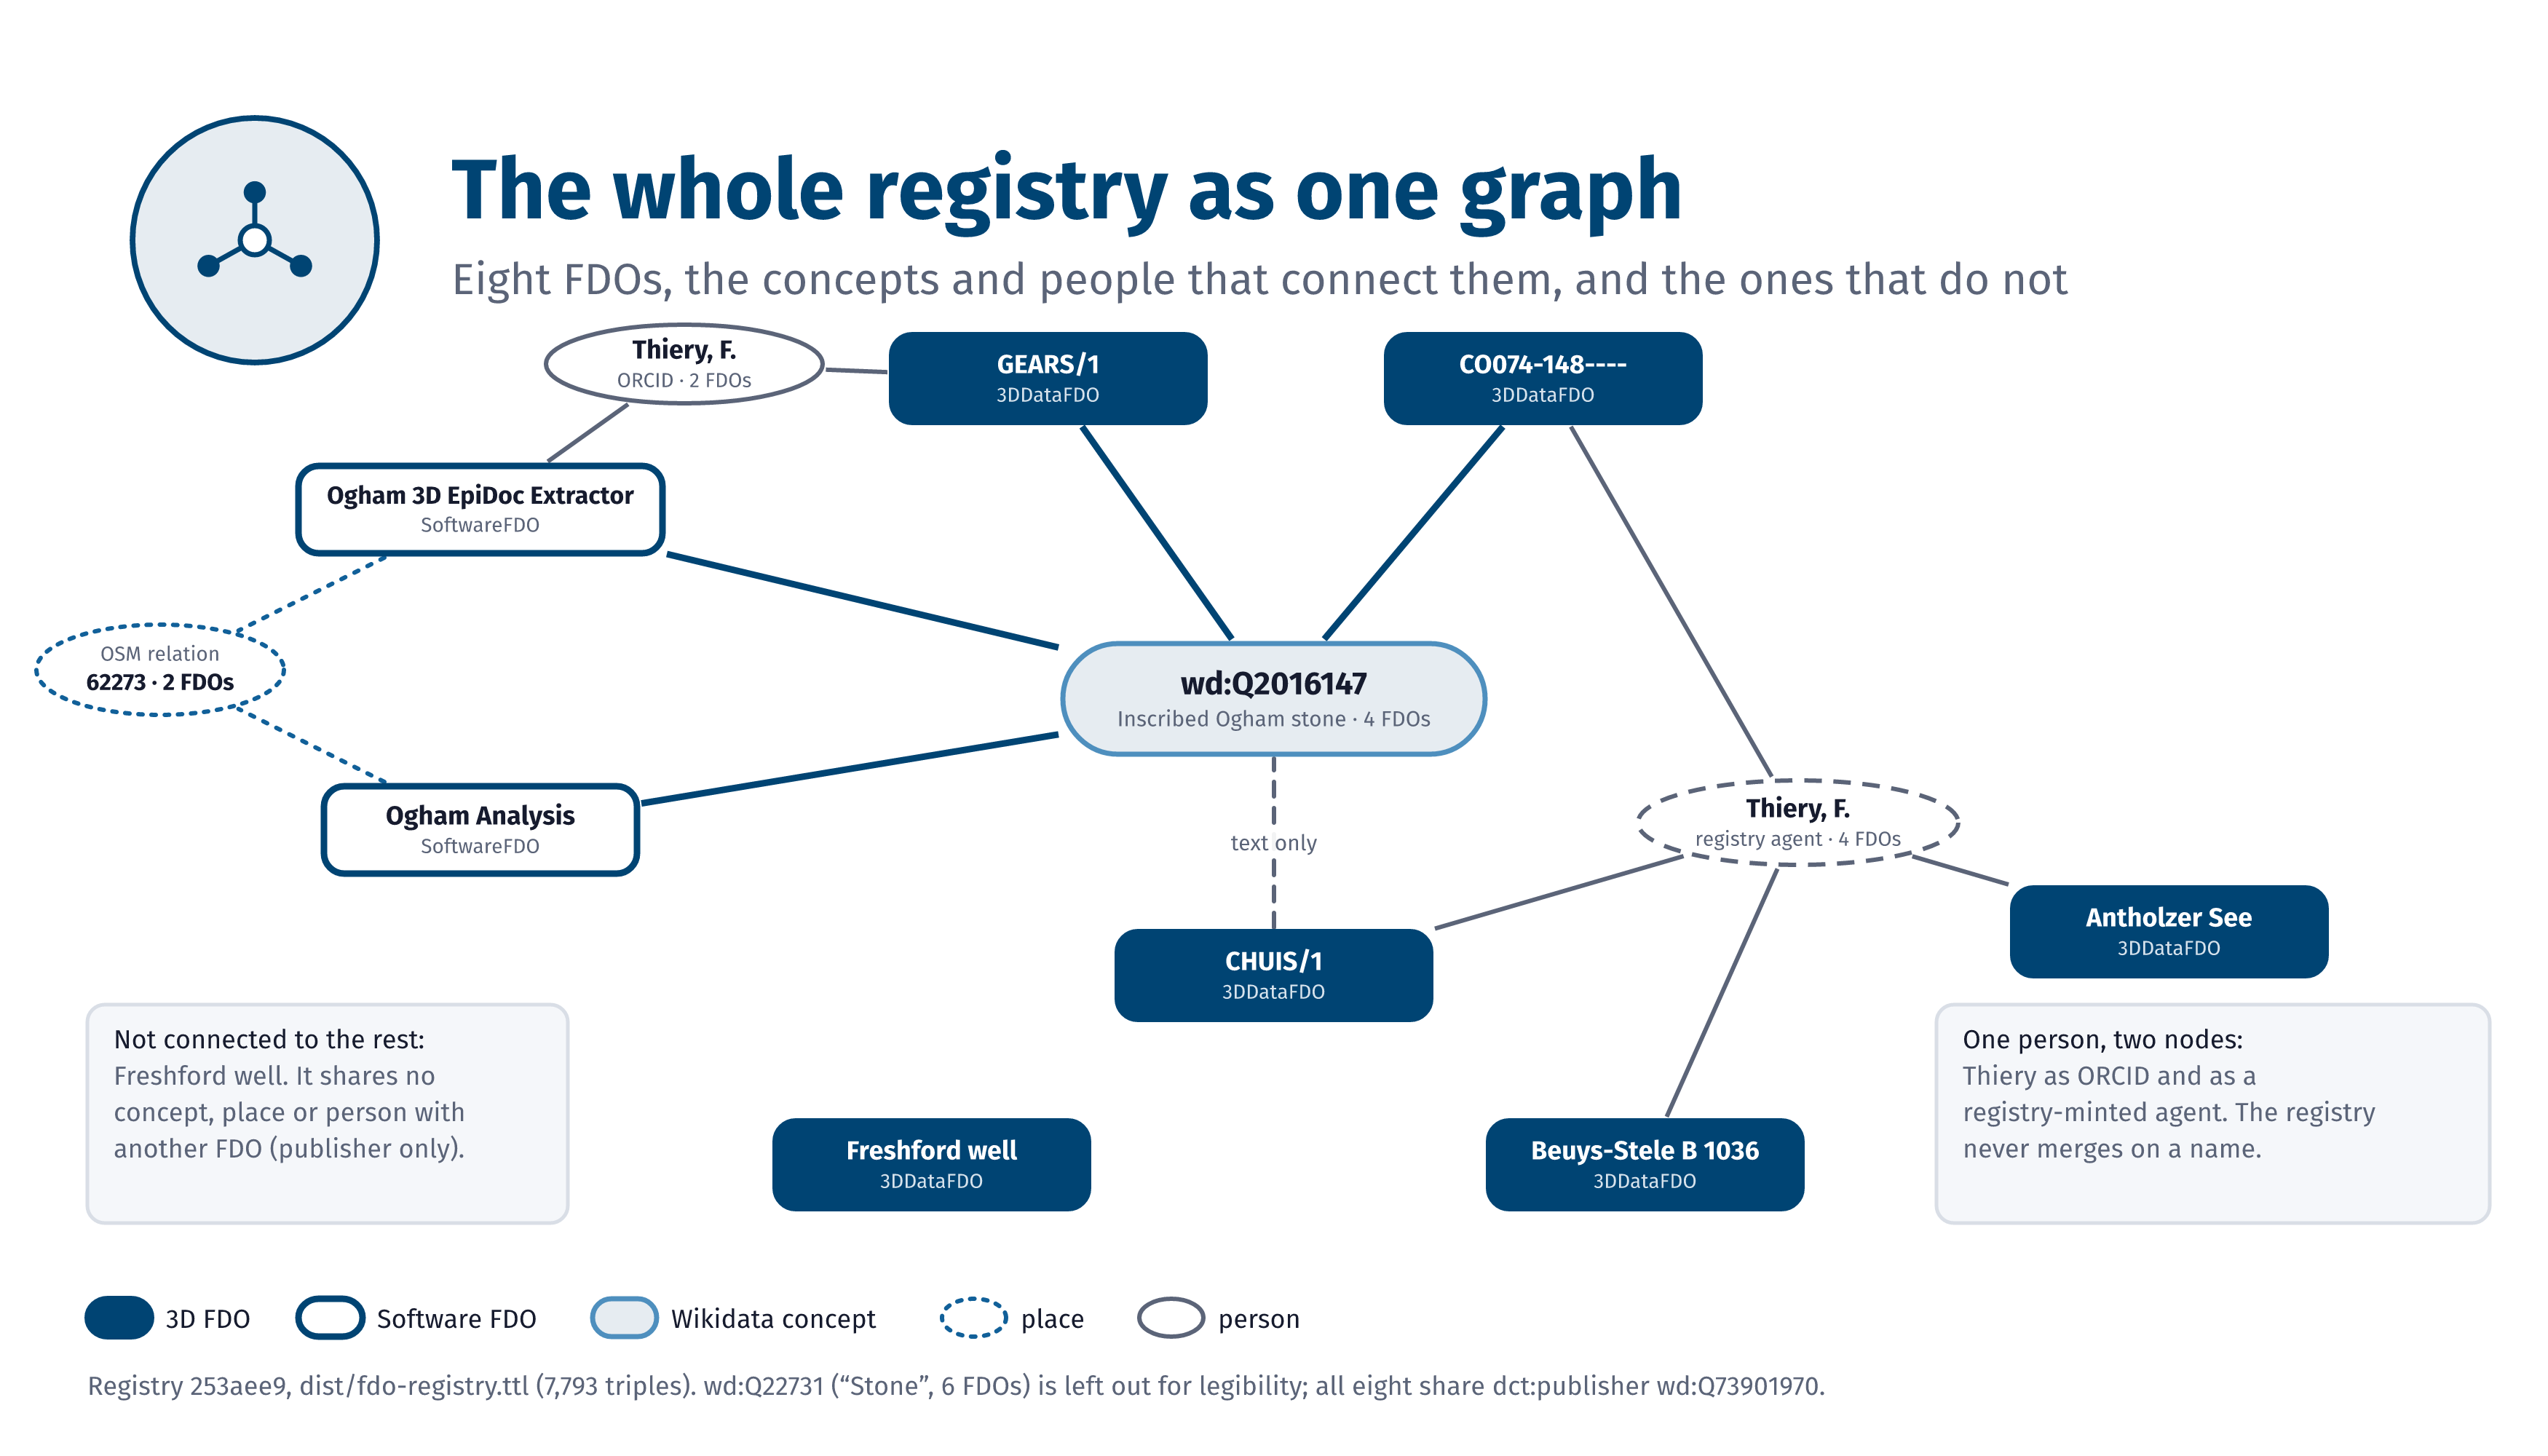 The whole registry as one graph
Eight FDOs, the concepts and people that connect them, and the ones that do not
Thiery, F.
ORCID · 2 FDOs
GEARS/1
3DDataFDO
CO074-148----
3DDataFDO
Ogham 3D EpiDoc Extractor
SoftwareFDO
OSM relation
62273 · 2 FDOs
wd:Q2016147
Inscribed Ogham stone · 4 FDOs
Ogham Analysis
SoftwareFDO
text only
Thiery, F.
registry agent · 4 FDOs
Antholzer See
3DDataFDO
CHUIS/1
3DDataFDO
Not connected to the rest:
Freshford well. It shares no
concept, place or person with
another FDO (publisher only).
One person, two nodes:
Thiery as ORCID and as a
registry-minted agent. The registry
never merges on a name.
Freshford well
3DDataFDO
Beuys-Stele B 1036
3DDataFDO
3D FDO
Software FDO
Wikidata concept
place
person
Registry 253aee9, dist/fdo-registry.ttl (7,793 triples). wd:Q22731 (“Stone”, 6 FDOs) is left out for legibility; all eight share dct:publisher wd:Q73901970.